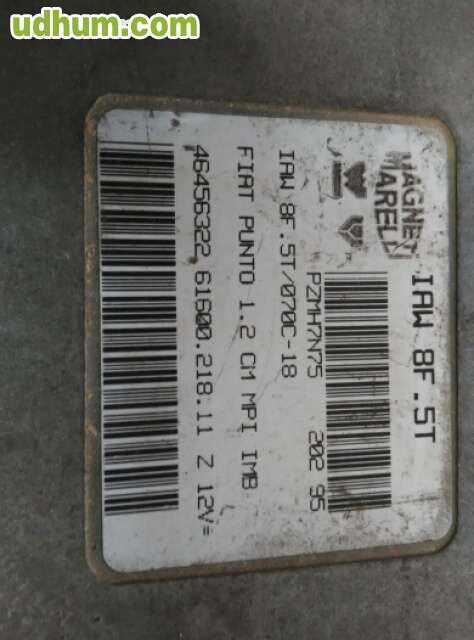 udhum.com
MAGNETI
MARELLI
IAW 8F.5T
PZMH7N75 202 95
IAW 8F.5T/070C-18
FIAT PUNTO 1.2 CM MPI IMB
46456322 61600.218.11 Z 12V=